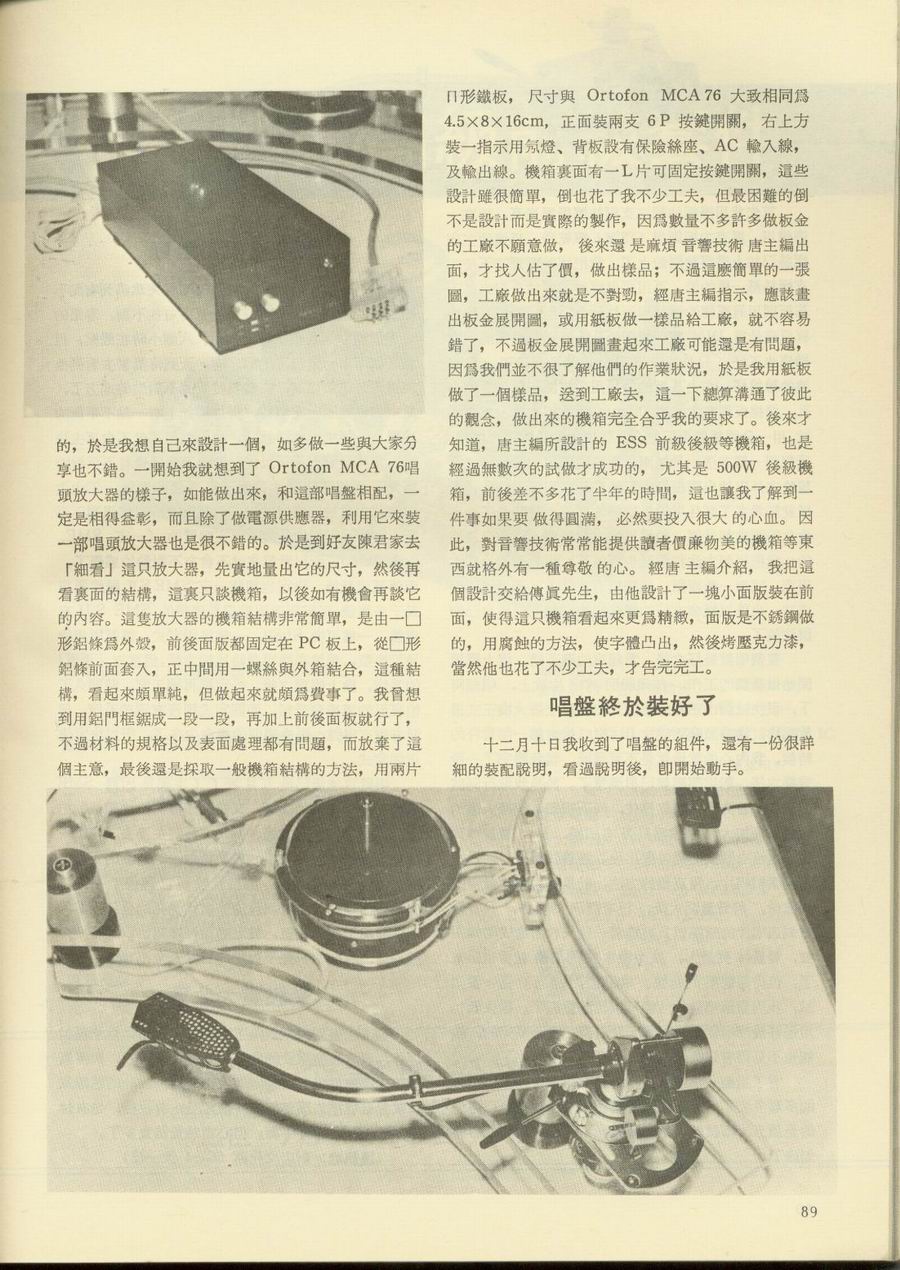 的，於是我想自己來設計一個，如多做一些與大家分
享也不錯。一開始我就想到了 Ortofon MCA 76唱
頭放大器的樣子，如能做出來，和這部唱盤相配，一
定是相得益彰，而且除了做電源供應器，利用它來裝
一部唱頭放大器也是很不錯的。於是到好友陳君家去
「細看」這只放大器，先實地量出它的尺寸，然後再
看裏面的結構，這裏只談機箱，以後如有機會再談它
的內容。這隻放大器的機箱結構非常簡單，是由一□
形鋁條爲外殼，前後面版都固定在 PC 板上，從□形
鋁條前面套入，正中間用一螺絲與外箱結合，這種結
構，看起來頗單純，但做起來就頗爲費事了。我曾想
到用鋁門框鋸成一段一段，再加上前後面板就行了，
不過材料的規格以及表面處理都有問題，而放棄了這
個主意，最後還是採取一般機箱結構的方法，用兩片
形鐵板，尺寸與 Ortofon MCA 76 大致相同爲
4.5×8×16cm，正面裝兩支 6P 按鍵開關，右上方
裝一指示用氖燈、背板設有保險絲座、AC 輸入線，
及輸出線。機箱裏面有一L片可固定按鍵開關，這些
設計雖很簡單，倒也花了我不少工夫，但最困難的倒
不是設計而是實際的製作，因爲數量不多許多做板金
的工廠不願意做，後來還是麻煩音響技術唐主編出
面，才找人估了價，做出樣品；不過這麼簡單的一張
圖，工廠做出來就是不對勁，經唐主編指示，應該畫
出板金展開圖，或用紙板做一樣品給工廠，就不容易
錯了，不過板金展開圖畫起來工廠可能還是有問題，
因爲我們並不很了解他們的作業狀況，於是我用紙板
做了一個樣品，送到工廠去，這一下總算溝通了彼此
的觀念，做出來的機箱完全合乎我的要求了。後來才
知道，唐主編所設計的 ESS 前級後級等機箱，也是
經過無數次的試做才成功的，尤其是 500W 後級機
箱，前後差不多花了半年的時間，這也讓我了解到一
件事如果要做得圓滿，必然要投入很大的心血。因
此，對音響技術常常能提供讀者價廉物美的機箱等東
西就格外有一種尊敬的心。經唐主編介紹，我把這
個設計交給傳眞先生，由他設計了一塊小面版裝在前
面，使得這只機箱看起來更爲精緻，面版是不銹鋼做
的，用腐蝕的方法，使字體凸出，然後烤壓克力漆，
當然他也花了不少工夫，才告完完工。
唱盤終於裝好了
十二月十日我收到了唱盤的組件，還有一份很詳
細的裝配說明，看過說明後，卽開始動手。
89